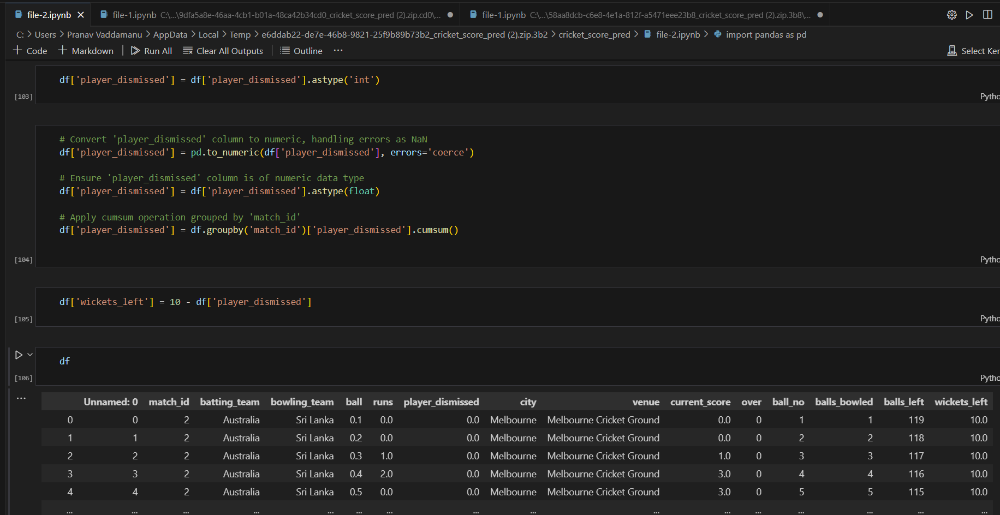 file-2.ipynb file-1.ipynb C:\...\9dfa5a8e-46aa-4cb1-b01a-48ca42b34cd0_cricket_score_pred (2).zip.cd0\... file-1.ipynb C:\...\58aa8dcb-c6e8-4e1a-812f-a5471eee23b8_cricket_score_pred (2).zip.3b8\...
C: > Users > Pranav Vaddamanu > AppData > Local > Temp > e6ddab22-de7e-46b8-9821-25f9b89b73b2_cricket_score_pred (2).zip.3b2 > cricket_score_pred > file-2.ipynb > import pandas as pd
+ Code + Markdown | Run All Clear All Outputs | Outline ... Select Ker
df['player_dismissed'] = df['player_dismissed'].astype('int')
[103] Pytho
# Convert 'player_dismissed' column to numeric, handling errors as NaN
df['player_dismissed'] = pd.to_numeric(df['player_dismissed'], errors='coerce')
# Ensure 'player_dismissed' column is of numeric data type
df['player_dismissed'] = df['player_dismissed'].astype(float)
# Apply cumsum operation grouped by 'match_id'
df['player_dismissed'] = df.groupby('match_id')['player_dismissed'].cumsum()
[104] Pytho
df['wickets_left'] = 10 - df['player_dismissed']
[105] Pytho
df
[106] Pytho
... Unnamed: 0 match_id batting_team bowling_team ball runs player_dismissed city venue current_score over ball_no balls_bowled balls_left wickets_left
0 0 2 Australia Sri Lanka 0.1 0.0 0.0 Melbourne Melbourne Cricket Ground 0.0 0 1 1 119 10.0
1 1 2 Australia Sri Lanka 0.2 0.0 0.0 Melbourne Melbourne Cricket Ground 0.0 0 2 2 118 10.0
2 2 2 Australia Sri Lanka 0.3 1.0 0.0 Melbourne Melbourne Cricket Ground 1.0 0 3 3 117 10.0
3 3 2 Australia Sri Lanka 0.4 2.0 0.0 Melbourne Melbourne Cricket Ground 3.0 0 4 4 116 10.0
4 4 2 Australia Sri Lanka 0.5 0.0 0.0 Melbourne Melbourne Cricket Ground 3.0 0 5 5 115 10.0
... ... ... ... ... ... ... ... ... ... ... ... ... ... ... ...